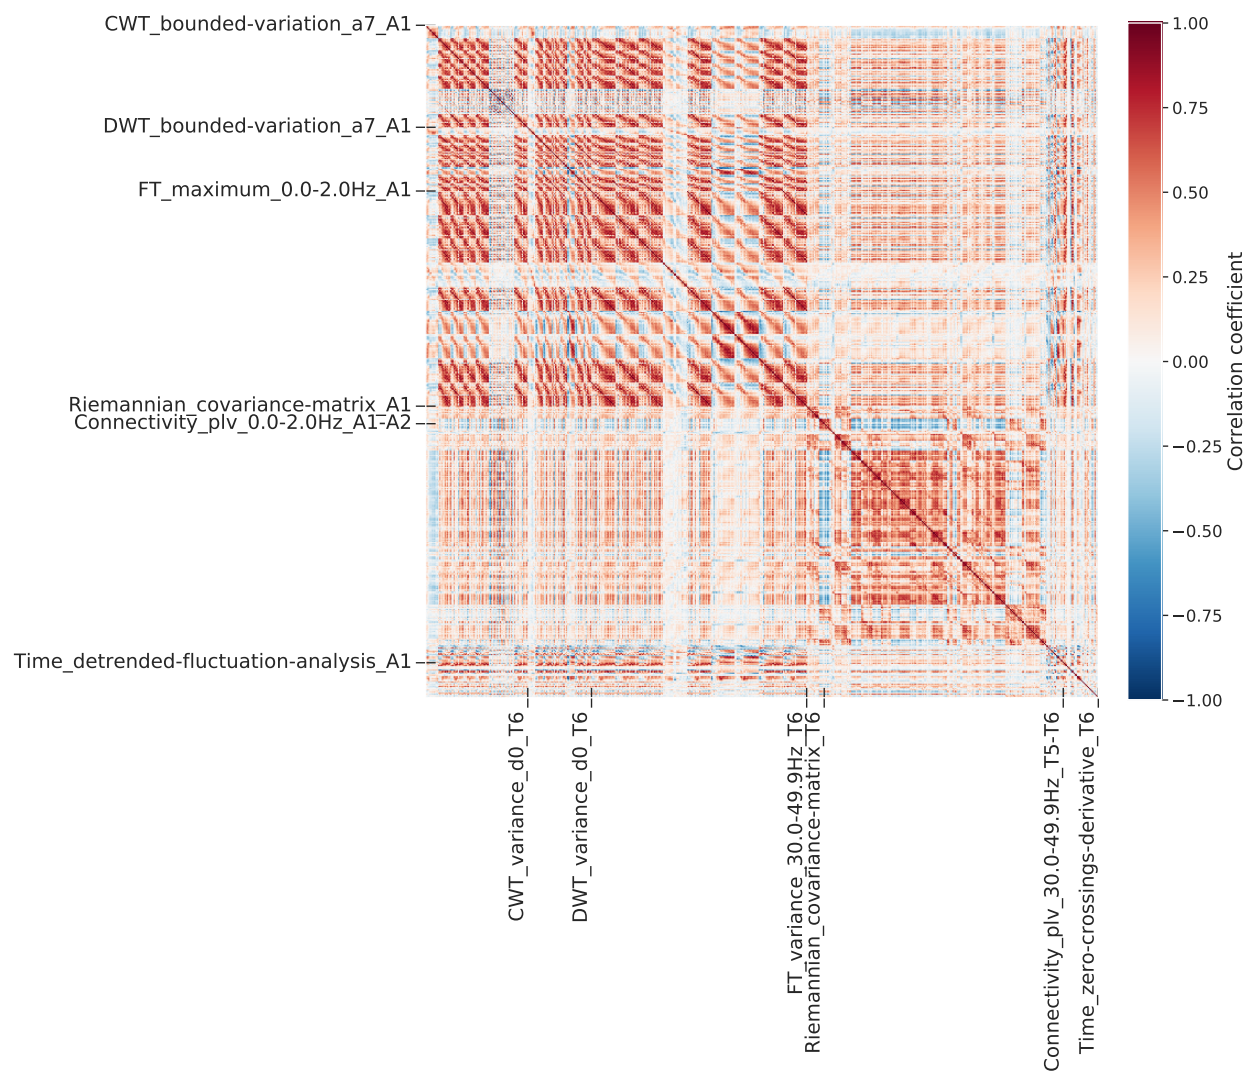 CWT_bounded-variation_a7_A1
DWT_bounded-variation_a7_A1
FT_maximum_0.0-2.0Hz_A1
Riemannian_covariance-matrix_A1
Connectivity_plv_0.0-2.0Hz_A1-A2
Time_detrended-fluctuation-analysis_A1
CWT_variance_d0_T6
DWT_variance_d0_T6
FT_variance_30.0-49.9Hz_T6
Riemannian_covariance-matrix_T6
Connectivity_plv_30.0-49.9Hz_T5-T6
Time_zero-crossings-derivative_T6
1.00
0.75
0.50
0.25
0.00
−0.25
−0.50
−0.75
−1.00
Correlation coefficient